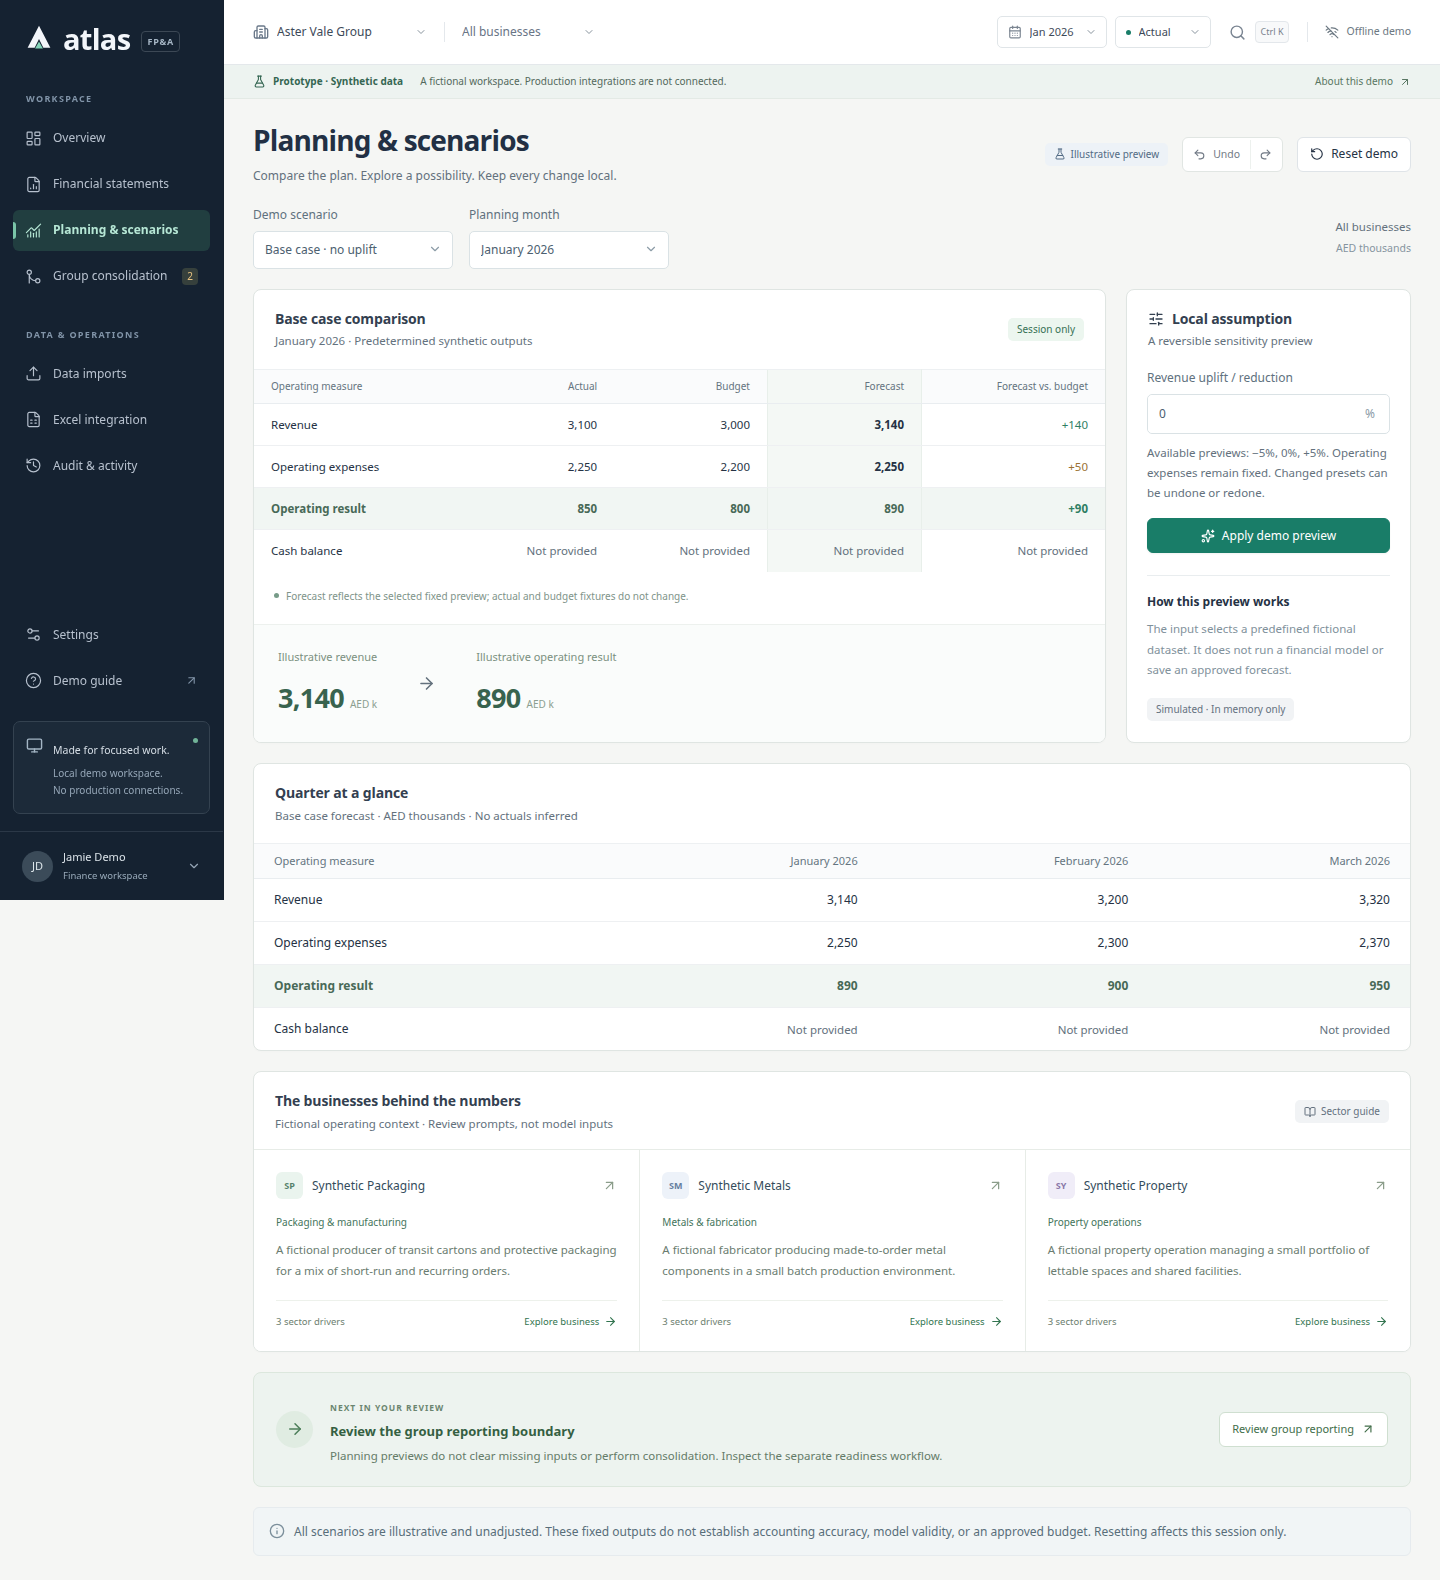 atlas FP&A
WORKSPACE
Overview
Financial statements
Planning & scenarios
Group consolidation 2
DATA & OPERATIONS
Data imports
Excel integration
Audit & activity
Settings
Demo guide
Made for focused work.
Local demo workspace.
No production connections.
JD Jamie Demo
Finance workspace
Aster Vale Group All businesses Jan 2026 Actual Ctrl K Offline demo
Prototype · Synthetic data A fictional workspace. Production integrations are not connected. About this demo
Planning & scenarios
Compare the plan. Explore a possibility. Keep every change local.
Illustrative preview Undo Reset demo
Demo scenario Planning month
Base case · no uplift January 2026
All businesses
AED thousands
Base case comparison
January 2026 · Predetermined synthetic outputs
Session only
Operating measure Actual Budget Forecast Forecast vs. budget
Revenue 3,100 3,000 3,140 +140
Operating expenses 2,250 2,200 2,250 +50
Operating result 850 800 890 +90
Cash balance Not provided Not provided Not provided Not provided
Forecast reflects the selected fixed preview; actual and budget fixtures do not change.
Illustrative revenue Illustrative operating result
3,140 AED k 890 AED k
Local assumption
A reversible sensitivity preview
Revenue uplift / reduction
0 %
Available previews: −5%, 0%, +5%. Operating
expenses remain fixed. Changed presets can
be undone or redone.
Apply demo preview
How this preview works
The input selects a predefined fictional
dataset. It does not run a financial model or
save an approved forecast.
Simulated · In memory only
Quarter at a glance
Base case forecast · AED thousands · No actuals inferred
Operating measure January 2026 February 2026 March 2026
Revenue 3,140 3,200 3,320
Operating expenses 2,250 2,300 2,370
Operating result 890 900 950
Cash balance Not provided Not provided Not provided
The businesses behind the numbers
Fictional operating context · Review prompts, not model inputs
Sector guide
SP Synthetic Packaging
Packaging & manufacturing
A fictional producer of transit cartons and protective packaging
for a mix of short-run and recurring orders.
3 sector drivers Explore business
SM Synthetic Metals
Metals & fabrication
A fictional fabricator producing made-to-order metal
components in a small batch production environment.
3 sector drivers Explore business
SY Synthetic Property
Property operations
A fictional property operation managing a small portfolio of
lettable spaces and shared facilities.
3 sector drivers Explore business
NEXT IN YOUR REVIEW
Review the group reporting boundary
Planning previews do not clear missing inputs or perform consolidation. Inspect the separate readiness workflow.
Review group reporting
All scenarios are illustrative and unadjusted. These fixed outputs do not establish accounting accuracy, model validity, or an approved budget. Resetting affects this session only.